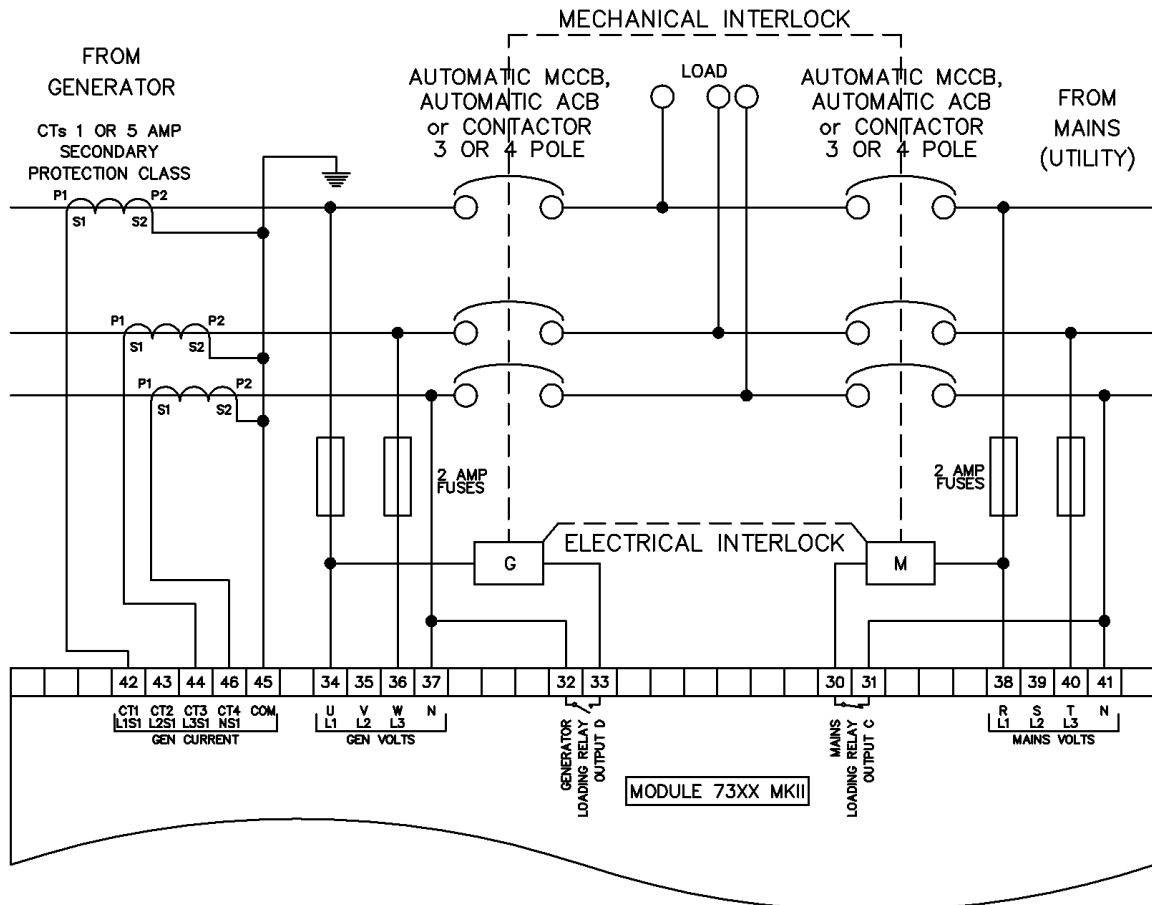 MECHANICAL INTERLOCK
FROM
GENERATOR
CTs 1 OR 5 AMP
SECONDARY
PROTECTION CLASS
AUTOMATIC MCCB,
AUTOMATIC ACB
or CONTACTOR
3 OR 4 POLE
LOAD
AUTOMATIC MCCB,
AUTOMATIC ACB
or CONTACTOR
3 OR 4 POLE
FROM
MAINS
(UTILITY)
P1 P2
S1 S2
P1 P2
S1 S2
P1 P2
S1 S2
2 AMP
FUSES
2 AMP
FUSES
ELECTRICAL INTERLOCK
G
M
42 43 44 46 45 34 35 36 37 32 33 30 31 38 39 40 41
CT1 CT2 CT3 CT4 COM.
L1S1 L2S1 L3S1 NS1
GEN CURRENT
U V W N
L1 L2 L3
GEN VOLTS
GENERATOR
LOADING RELAY
OUTPUT D
MAINS
LOADING RELAY
OUTPUT C
R S T N
L1 L2 L3
MAINS VOLTS
MODULE 73XX MKII